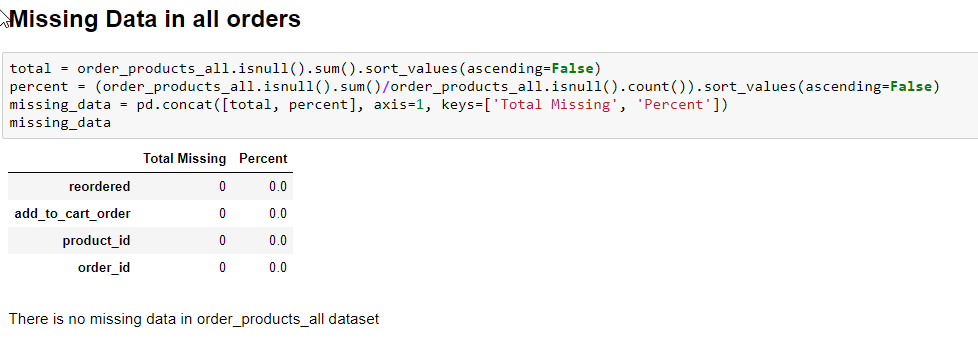 Missing Data in all orders
total = order_products_all.isnull().sum().sort_values(ascending=False)
percent = (order_products_all.isnull().sum()/order_products_all.isnull().count()).sort_values(ascending=False)
missing_data = pd.concat([total, percent], axis=1, keys=['Total Missing', 'Percent'])
missing_data
Total Missing Percent
reordered 0 0.0
add_to_cart_order 0 0.0
product_id 0 0.0
order_id 0 0.0
There is no missing data in order_products_all dataset